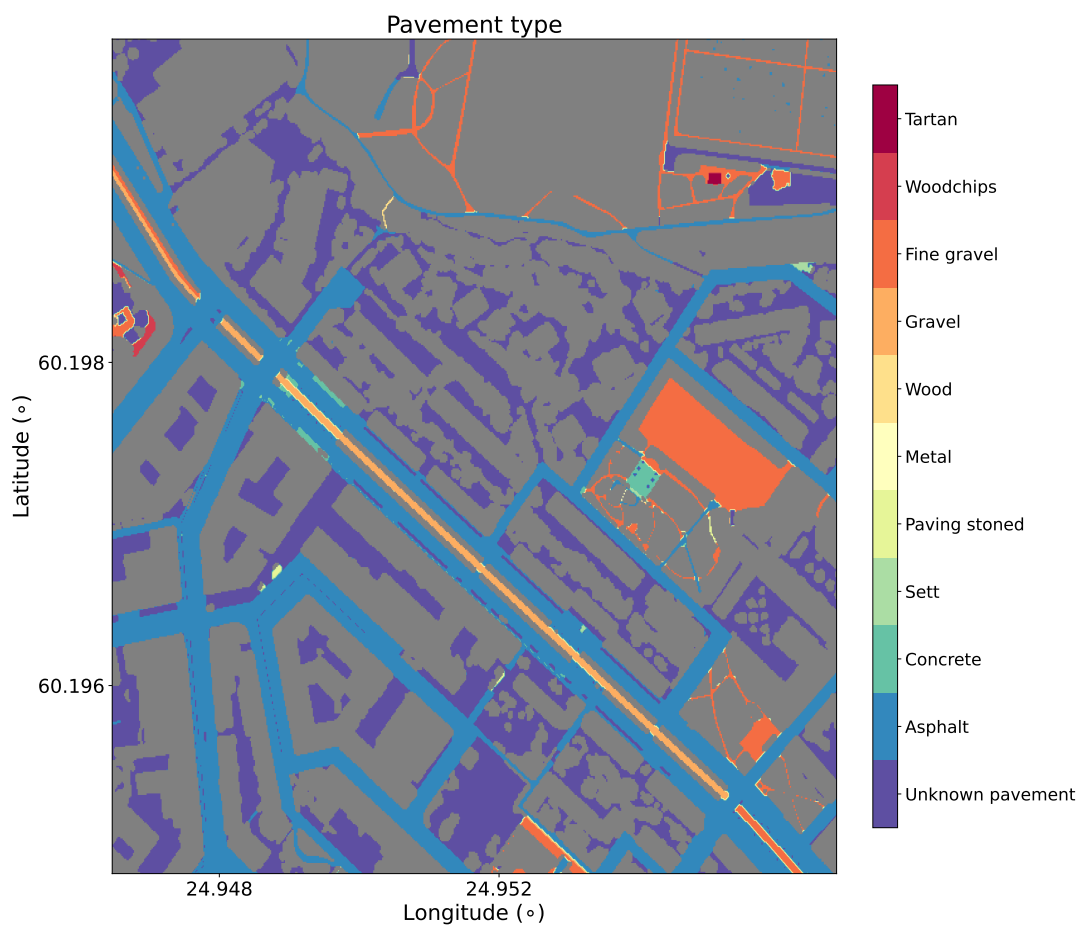 Pavement type
Tartan
Woodchips
Fine gravel
Gravel
Wood
Metal
Paving stoned
Sett
Concrete
Asphalt
Unknown pavement
Latitude (∘)
60.198
60.196
24.948
24.952
Longitude (∘)